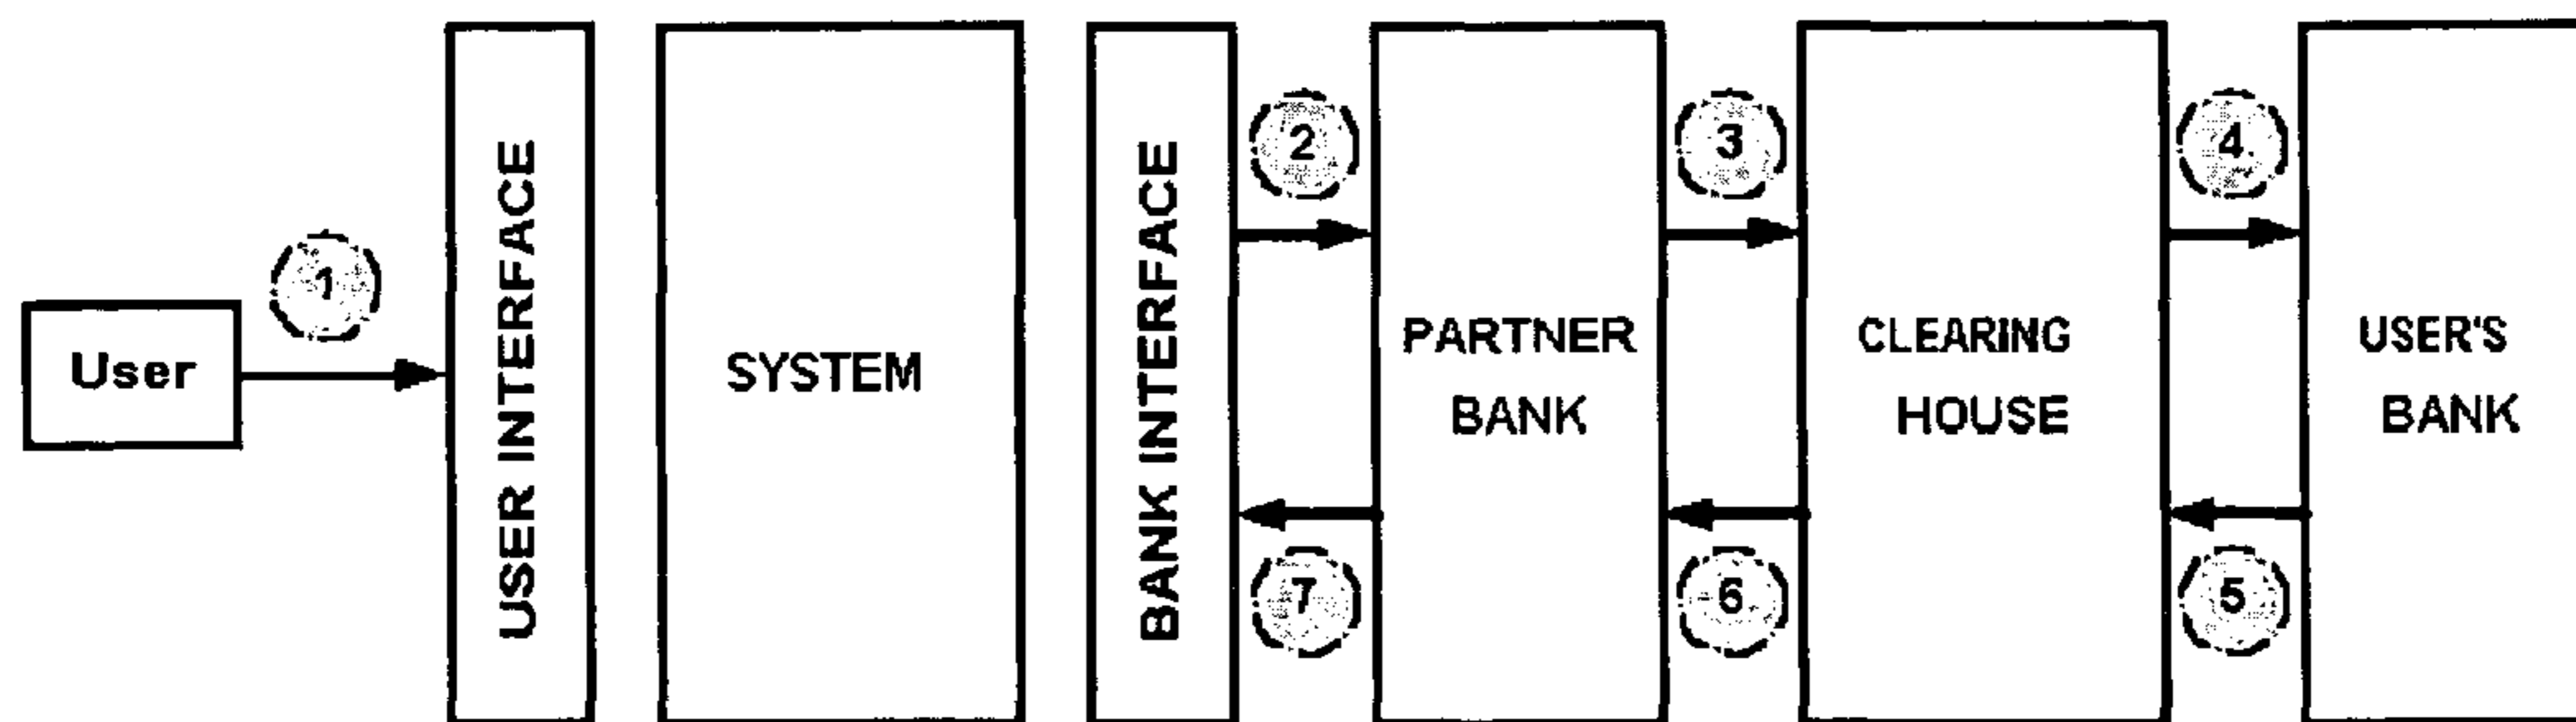 1
User
USER INTERFACE
SYSTEM
BANK INTERFACE
2
7
PARTNER
BANK
3
6
CLEARING
HOUSE
4
5
USER'S
BANK